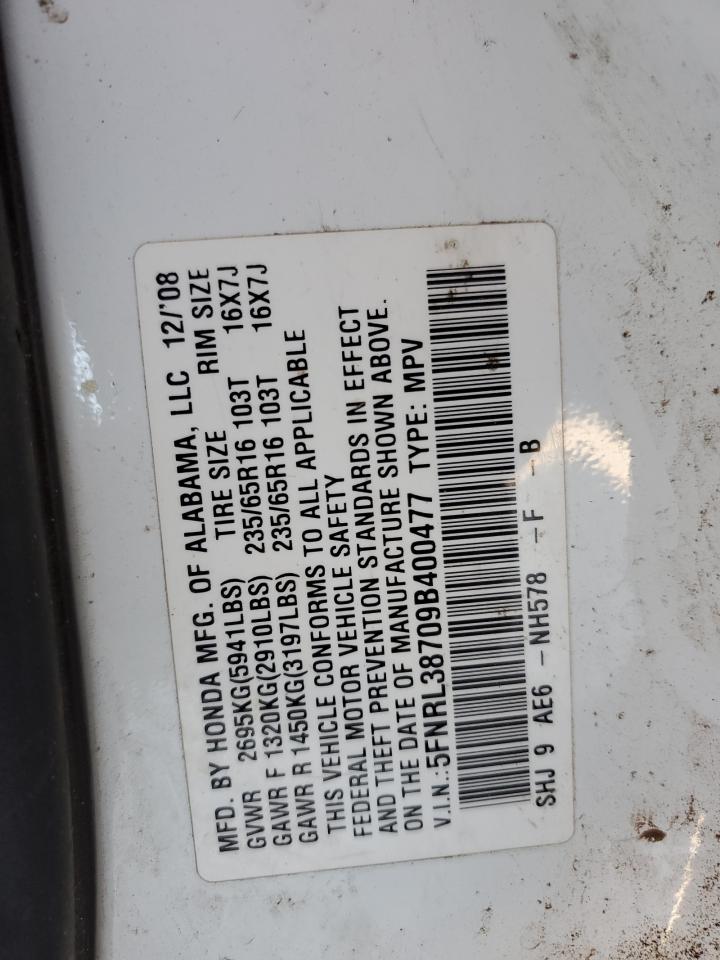 MFD. BY HONDA MFG. OF ALABAMA, LLC 12/'08
GVWR 2695KG(5941LBS) TIRE SIZE RIM SIZE
GAWR F 1320KG(2910LBS) 235/65R16 103T 16X7J
GAWR R 1450KG(3197LBS) 235/65R16 103T 16X7J
THIS VEHICLE CONFORMS TO ALL APPLICABLE
FEDERAL MOTOR VEHICLE SAFETY
AND THEFT PREVENTION STANDARDS IN EFFECT
ON THE DATE OF MANUFACTURE SHOWN ABOVE.
V.I.N.:5FNRL38709B400477 TYPE: MPV
SHJ 9 AE6 -NH578 -F -B